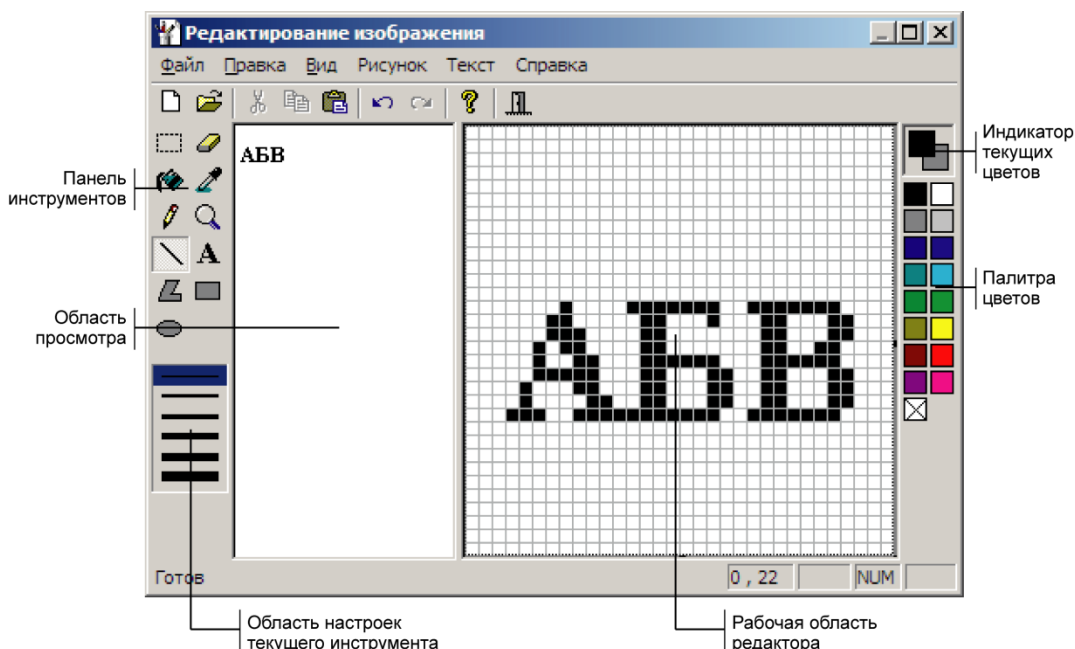 Редактирование изображения
Файл Правка Вид Рисунок Текст Справка
Индикатор
текущих
цветов
АБВ
Панель
инструментов
A
Палитра
цветов
Область
просмотра
АБВ
Готов
0 , 22
NUM
Область настроек
текущего инструмента
Рабочая область
редактора